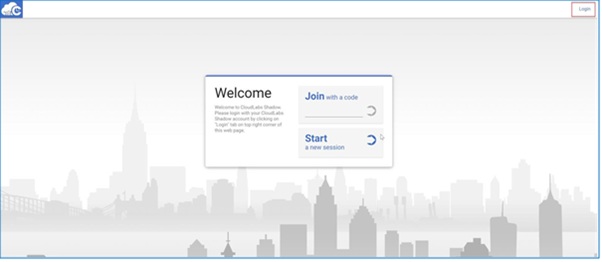 Login
Welcome
Welcome to CloudLabs Shadow.
Please login with your CloudLabs
Shadow account by clicking on
"Login" tab on top right corner of
this web page.
Join with a code
Start
a new session